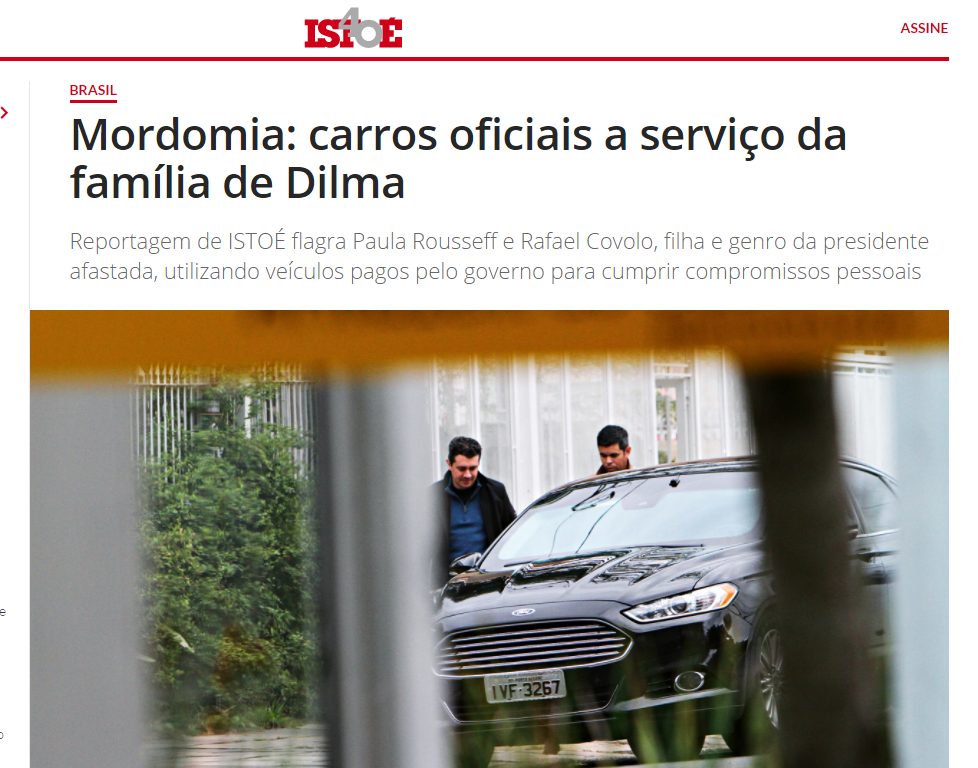 ISTOÉ
40
ASSINE
BRASIL
Mordomia: carros oficiais a serviço da
família de Dilma
Reportagem de ISTOÉ flagra Paula Rousseff e Rafael Covolo, filha e genro da presidente
afastada, utilizando veículos pagos pelo governo para cumprir compromissos pessoais
e
o
Ford
IVF-3267